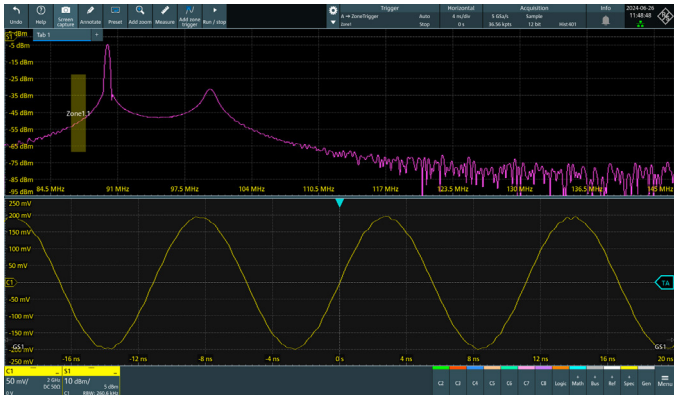 Undo
Help
Screen capture
Annotate
Preset
Add zoom
Measure
Add zone trigger
Run / stop
Trigger
A ➔ ZoneTrigger Auto
Zone! Stop
Horizontal
4 ns/div
0 s
Acquisition
5 GSa/s Sample
36.56 kpts 12 bit Hist:401
Info
2024-06-26
11:48:48
S1
Tab 1
+
-5 dBm
-15 dBm
-25 dBm
-35 dBm
-45 dBm
-55 dBm
-65 dBm
-75 dBm
-85 dBm
-95 dBm
Zone1.1
84.5 MHz 91 MHz 97.5 MHz 104 MHz 110.5 MHz 117 MHz 123.5 MHz 130 MHz 136.5 MHz 145 MHz
250 mV
200 mV
150 mV
100 mV
50 mV
C1
TA
-50 mV
-100 mV
-150 mV
-200 mV
-250 mV
GS1
GS1
-16 ns -12 ns -8 ns -4 ns 0 s 4 ns 8 ns 12 ns 16 ns 20 ns
C1
50 mV/ 2 GHz
DC 50Ω
0 V
S1
10 dBm/
5 dBm
C1 RBW: 260.6 kHz
C2 C3 C4 C5 C6 C7 C8 Logic Math Bus Ref Spec Gen Menu